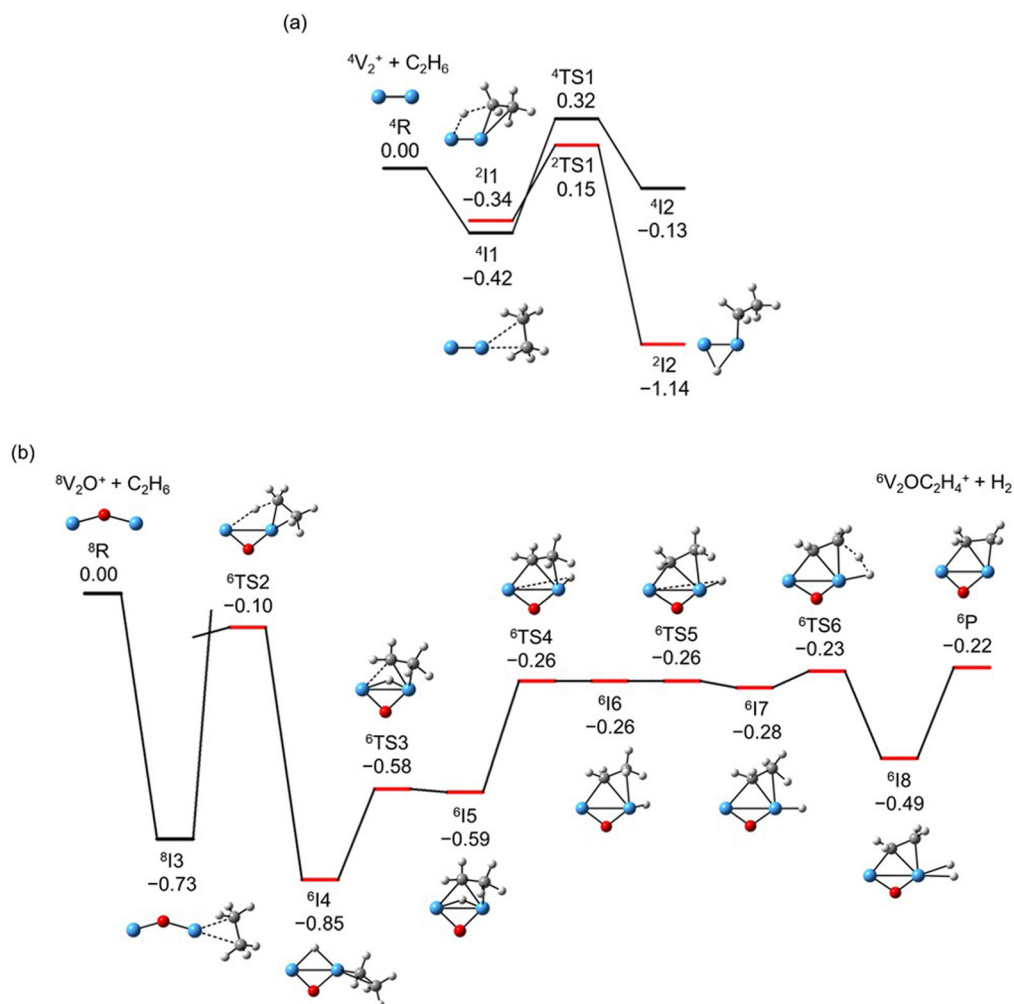 (a)
⁴V₂⁺ + C₂H₆
⁴R
0.00
²I1
−0.34
⁴I1
−0.42
⁴TS1
0.32
²TS1
0.15
⁴I2
−0.13
²I2
−1.14
(b)
⁸V₂O⁺ + C₂H₆
⁸R
0.00
⁸I3
−0.73
⁶TS2
−0.10
⁶I4
−0.85
⁶TS3
−0.58
⁶I5
−0.59
⁶TS4
−0.26
⁶I6
−0.26
⁶TS5
−0.26
⁶I7
−0.28
⁶TS6
−0.23
⁶I8
−0.49
⁶V₂OC₂H₄⁺ + H₂
⁶P
−0.22